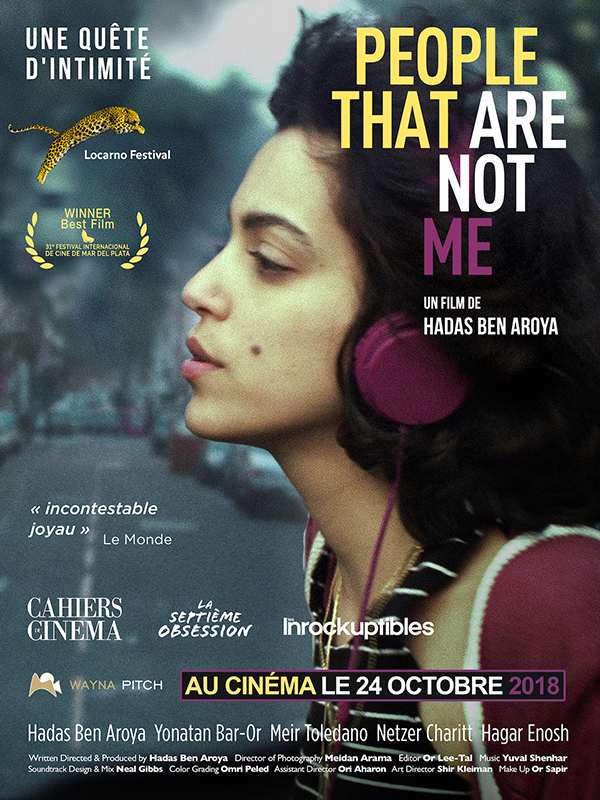 UNE QUÊTE
D'INTIMITÉ
Locarno Festival
WINNER
Best Film
31º FESTIVAL INTERNACIONAL
DE CINE DE MAR DEL PLATA
PEOPLE
THAT ARE
NOT
ME
UN FILM DE
HADAS BEN AROYA
« incontestable
joyau »
Le Monde
CAHIERS
DU
CINEMA
LA
SEPTIÈME
OBSESSION
les
inrockuptibles
WAYNA PITCH
AU CINÉMA LE 24 OCTOBRE 2018
Hadas Ben Aroya Yonatan Bar-Or Meir Toledano Netzer Charitt Hagar Enosh
Written Directed & Produced by Hadas Ben Aroya Director of Photography Meidan Arama Editor Or Lee-Tal Music Yuval Shenhar
Soundtrack Design & Mix Neal Gibbs Color Grading Omri Peled Assistant Director Ori Aharon Art Director Shir Kleiman Make Up Or Sapir